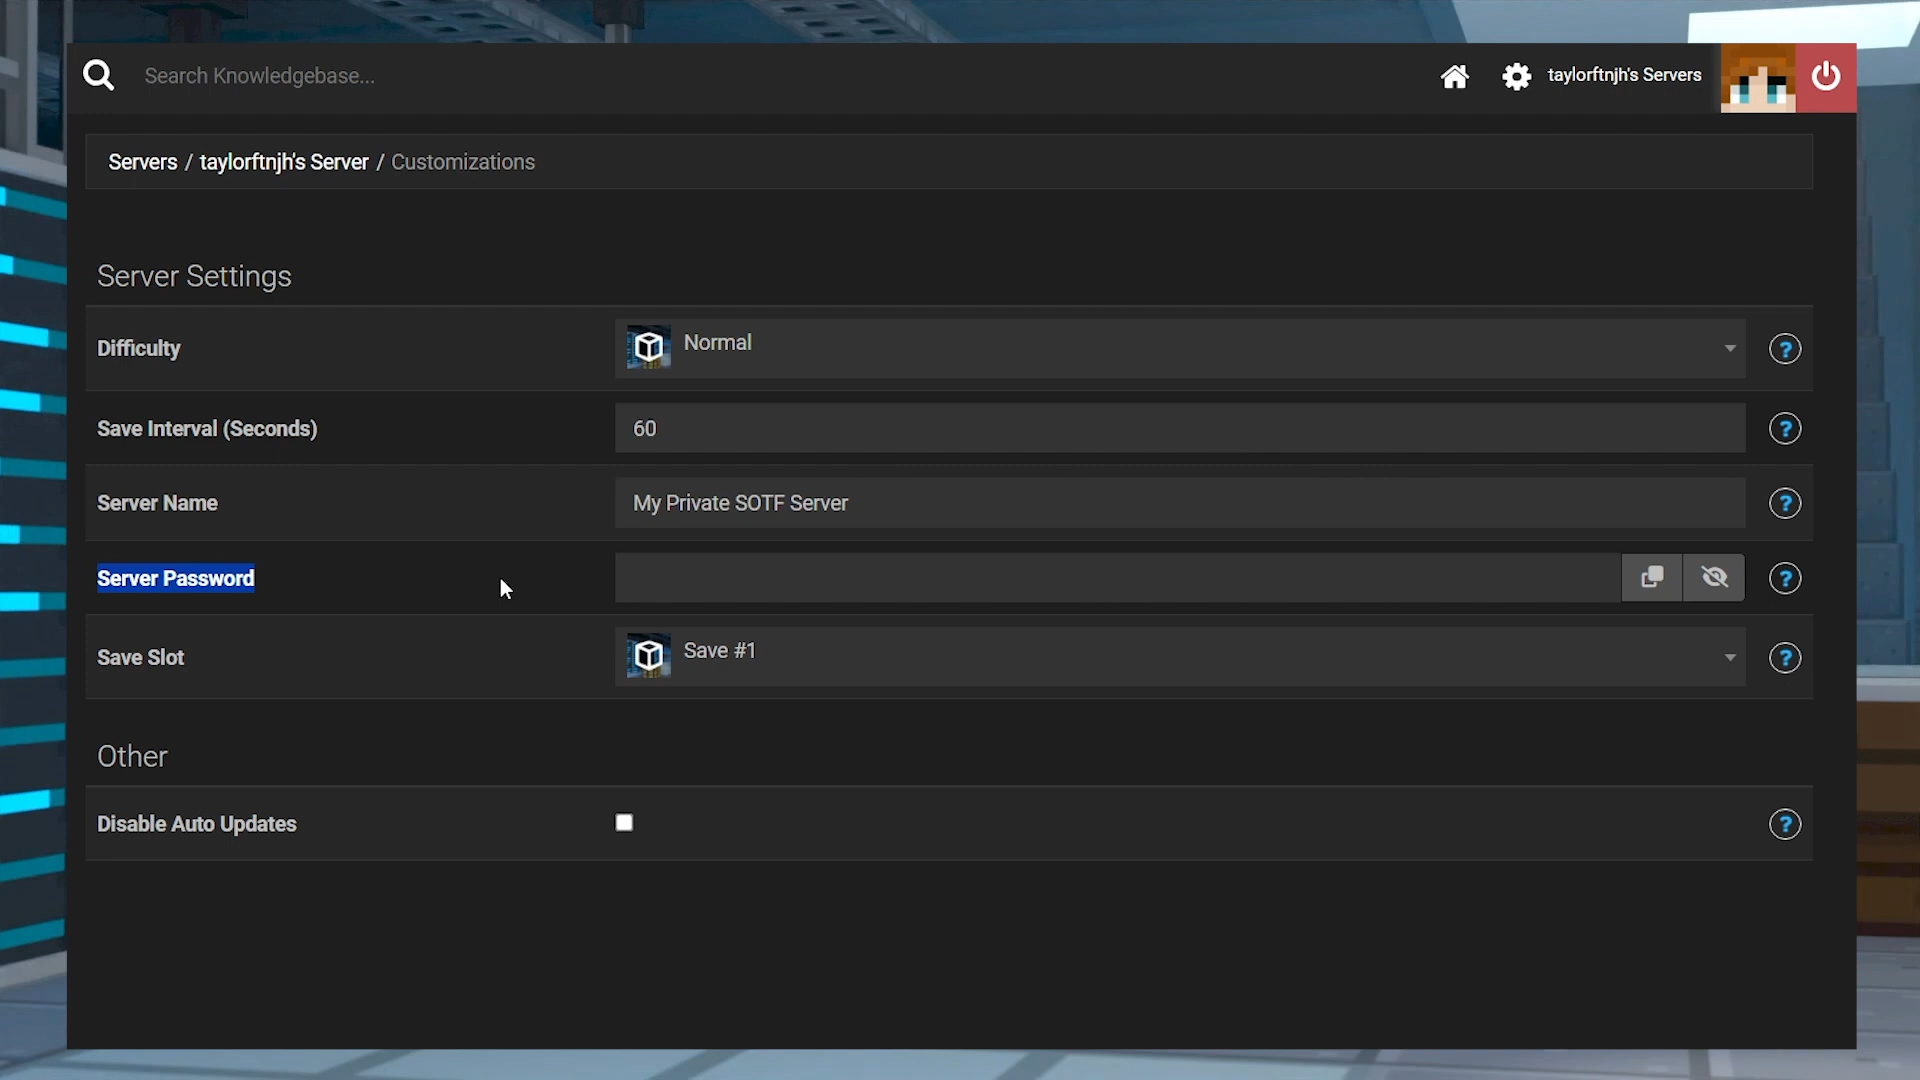 Search Knowledgebase...
taylorftnjh's Servers
Servers / taylorftnjh's Server / Customizations
Server Settings
Difficulty
Normal
?
Save Interval (Seconds)
60
?
Server Name
My Private SOTF Server
?
Server Password
?
Save Slot
Save #1
?
Other
Disable Auto Updates
?